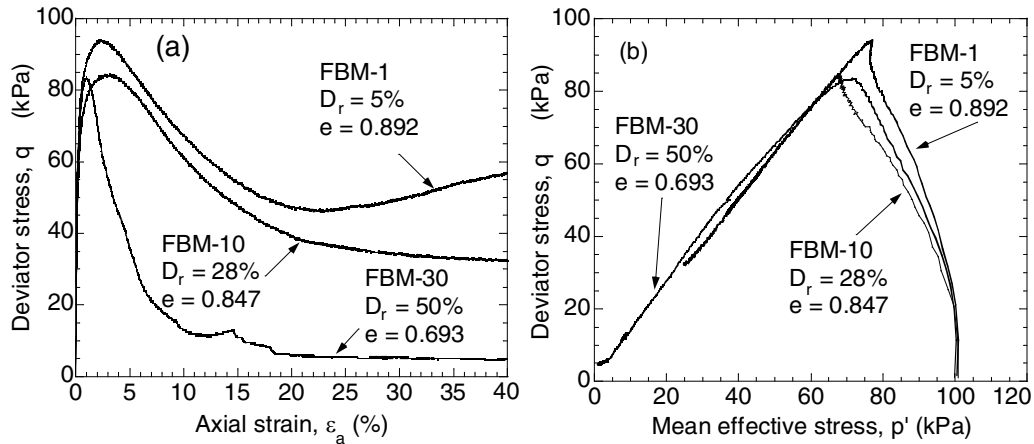 (a)
FBM-1
D_r = 5%
e = 0.892
FBM-10
D_r = 28%
e = 0.847
FBM-30
D_r = 50%
e = 0.693
Deviator stress, q (kPa)
0 20 40 60 80 100
0 5 10 15 20 25 30 35 40
Axial strain, ε_a (%)
(b)
FBM-1
D_r = 5%
e = 0.892
FBM-30
D_r = 50%
e = 0.693
FBM-10
D_r = 28%
e = 0.847
Deviator stress, q (kPa)
0 20 40 60 80 100
0 20 40 60 80 100 120
Mean effective stress, p' (kPa)